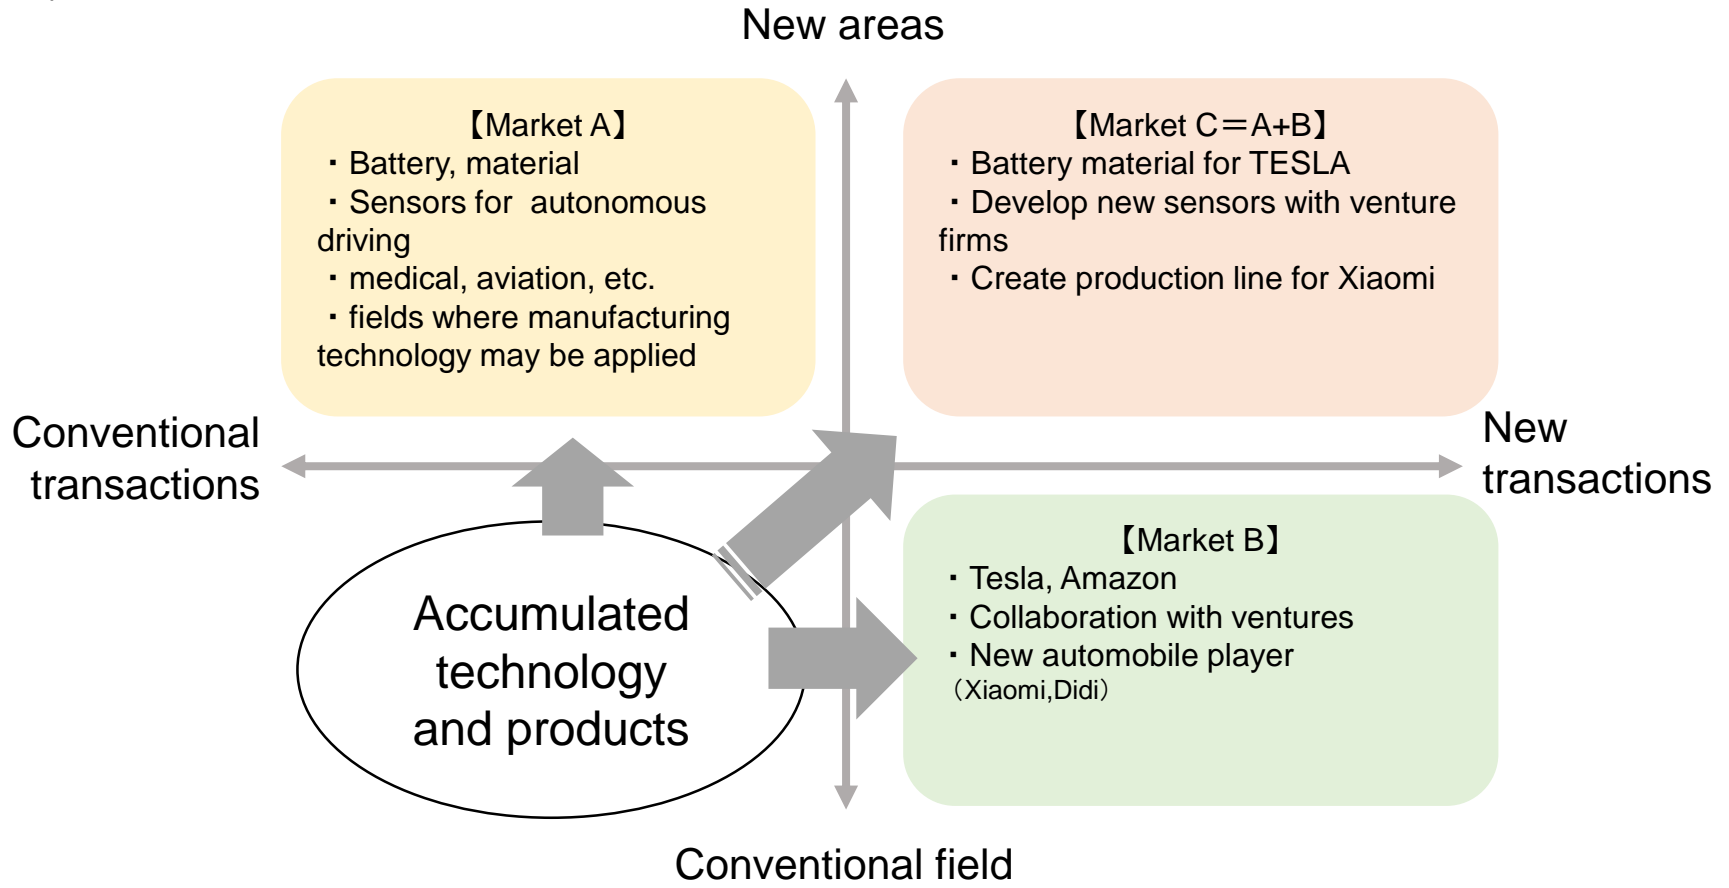 New areas
【Market A】
・Battery, material
・Sensors for autonomous
driving
・medical, aviation, etc.
・fields where manufacturing
technology may be applied
【Market C＝A+B】
・Battery material for TESLA
・Develop new sensors with venture
firms
・Create production line for Xiaomi
Conventional
transactions
New
transactions
Accumulated
technology
and products
【Market B】
・Tesla, Amazon
・Collaboration with ventures
・New automobile player
（Xiaomi,Didi）
Conventional field